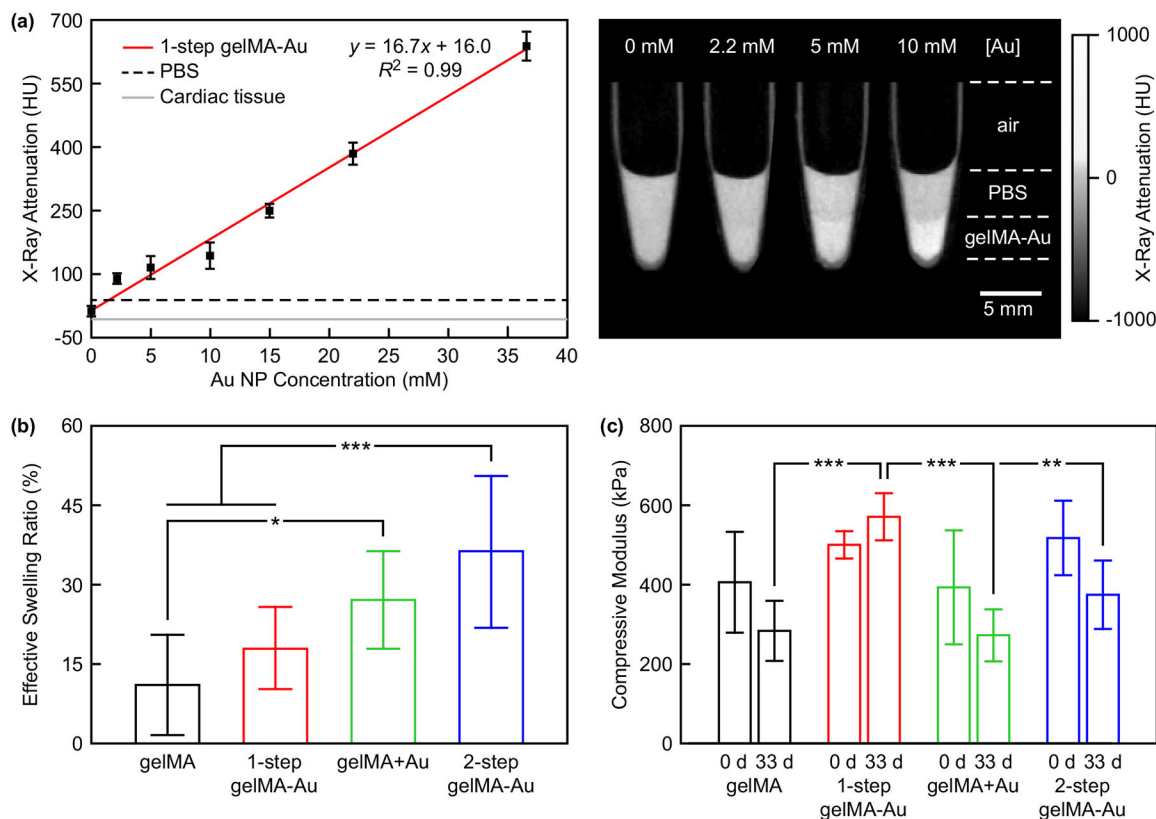 (a)
X-Ray Attenuation (HU)
700
550
400
250
100
-50
1-step gelMA-Au
PBS
Cardiac tissue
y = 16.7x + 16.0
R² = 0.99
0 5 10 15 20 25 30 35 40
Au NP Concentration (mM)
0 mM 2.2 mM 5 mM 10 mM [Au]
air
PBS
gelMA-Au
5 mm
1000
0
-1000
X-Ray Attenuation (HU)
(b)
Effective Swelling Ratio (%)
60
45
30
15
0
***
*
gelMA 1-step gelMA+Au 2-step
gelMA-Au gelMA-Au
(c)
Compressive Modulus (kPa)
800
600
400
200
0
*** *** **
0 d 33 d 0 d 33 d 0 d 33 d 0 d 33 d
gelMA 1-step gelMA+Au 2-step
gelMA-Au gelMA-Au